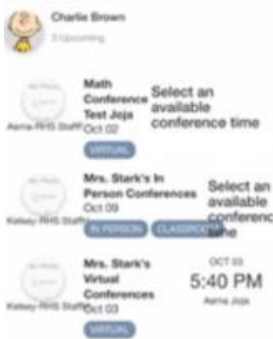 Charlie Brown
3 Upcoming
Math
Conference
Test Joja
Oct 02
Select an
available
conference time
VIRTUAL
Mrs. Stark's In
Person Conferences
Oct 09
Select an
available
conference
time
IN PERSON
CLASSROOM
Mrs. Stark's
Virtual
Conferences
Oct 03
OCT 03
5:40 PM
VIRTUAL